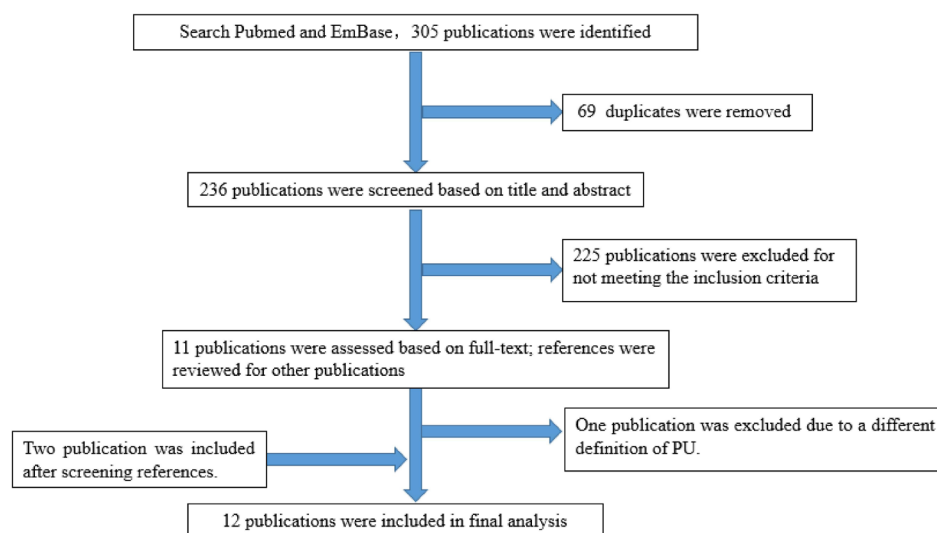 Search Pubmed and EmBase，305 publications were identified
69 duplicates were removed
236 publications were screened based on title and abstract
225 publications were excluded for
not meeting the inclusion criteria
11 publications were assessed based on full-text; references were
reviewed for other publications
One publication was excluded due to a different
definition of PU.
Two publication was included
after screening references.
12 publications were included in final analysis